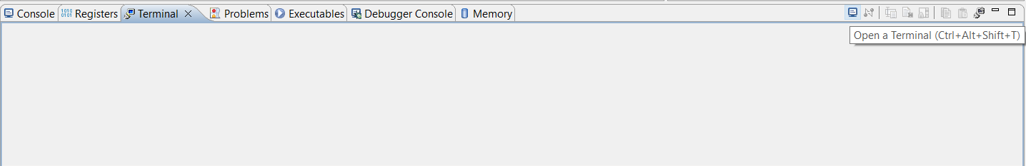 Console Registers Terminal Problems Executables Debugger Console Memory
Open a Terminal (Ctrl+Alt+Shift+T)